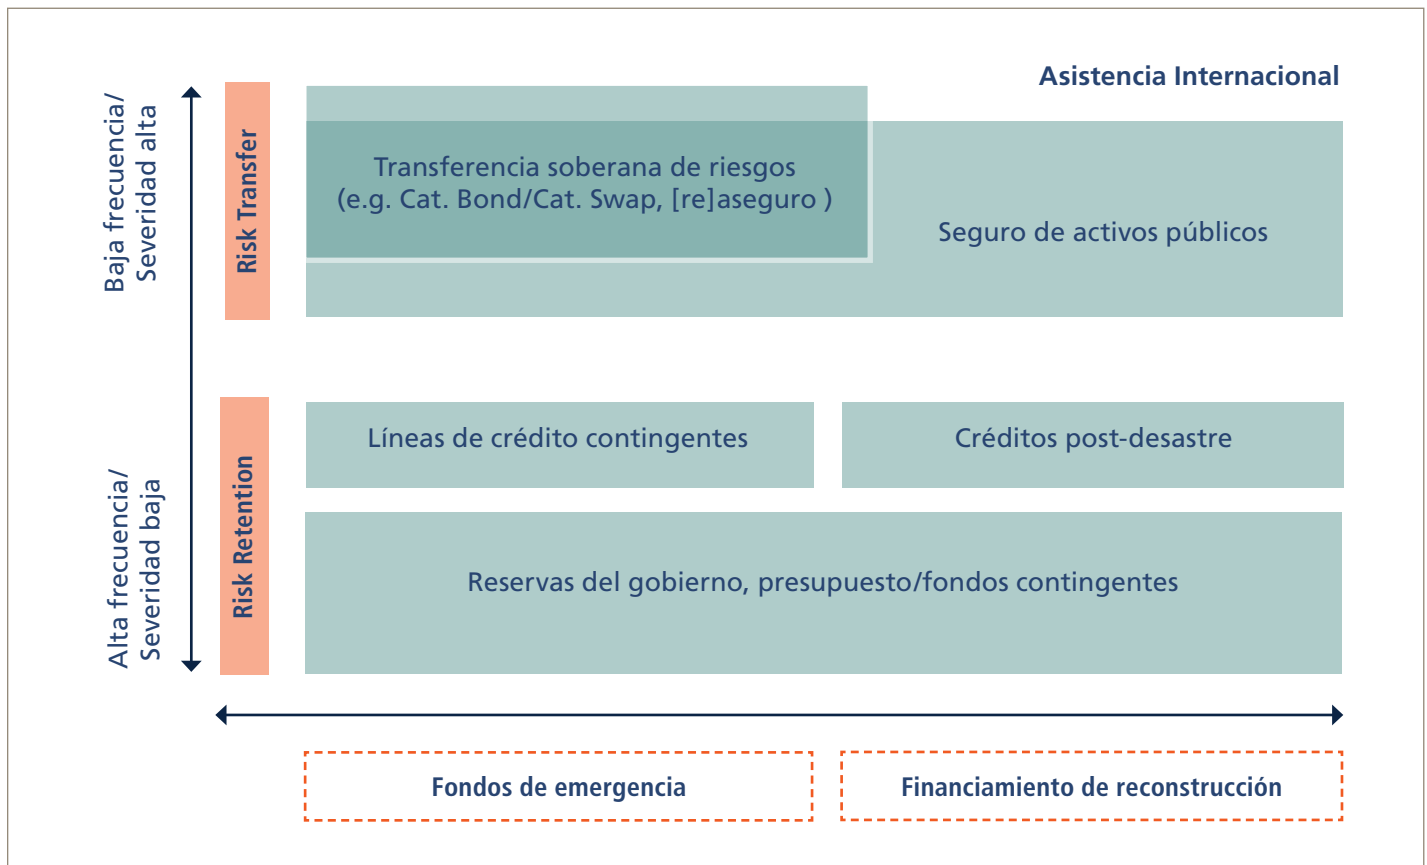 Asistencia Internacional
Baja frecuencia/
Severidad alta
Risk Transfer
Transferencia soberana de riesgos
(e.g. Cat. Bond/Cat. Swap, [re]aseguro )
Seguro de activos públicos
Alta frecuencia/
Severidad baja
Risk Retention
Líneas de crédito contingentes
Créditos post-desastre
Reservas del gobierno, presupuesto/fondos contingentes
Fondos de emergencia
Financiamiento de reconstrucción